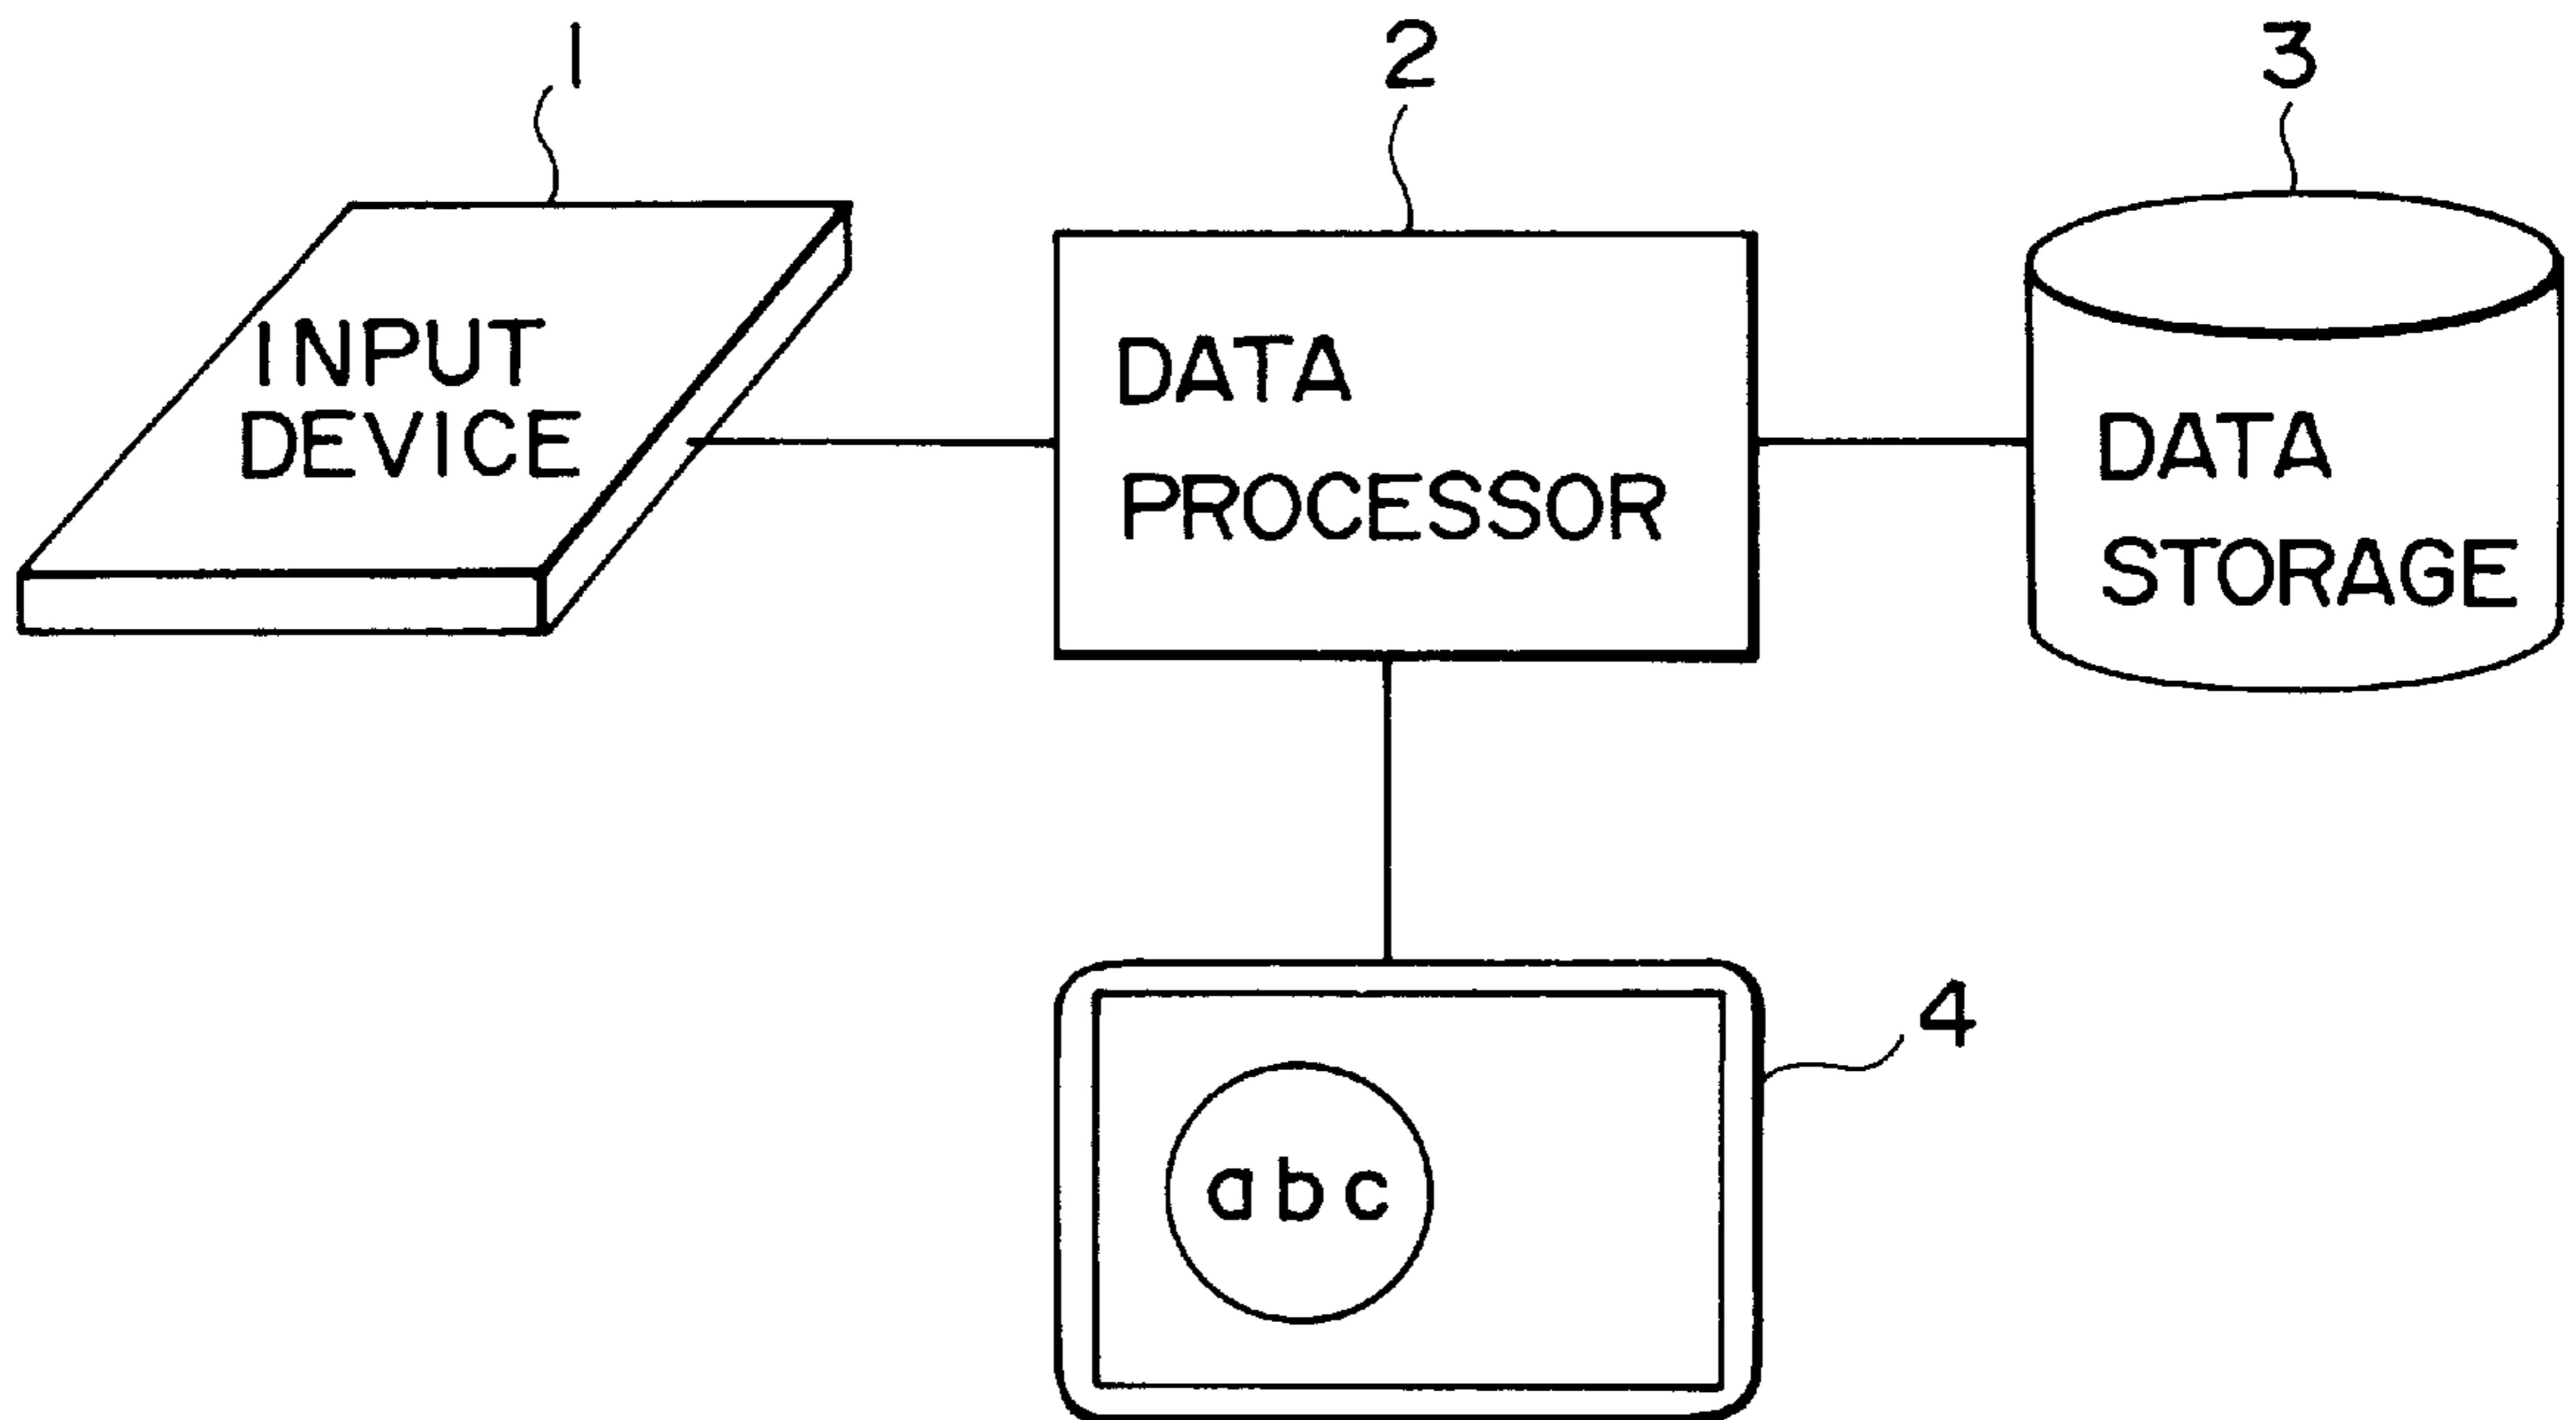 1
2
3
INPUT
DEVICE
DATA
PROCESSOR
DATA
STORAGE
4
abc